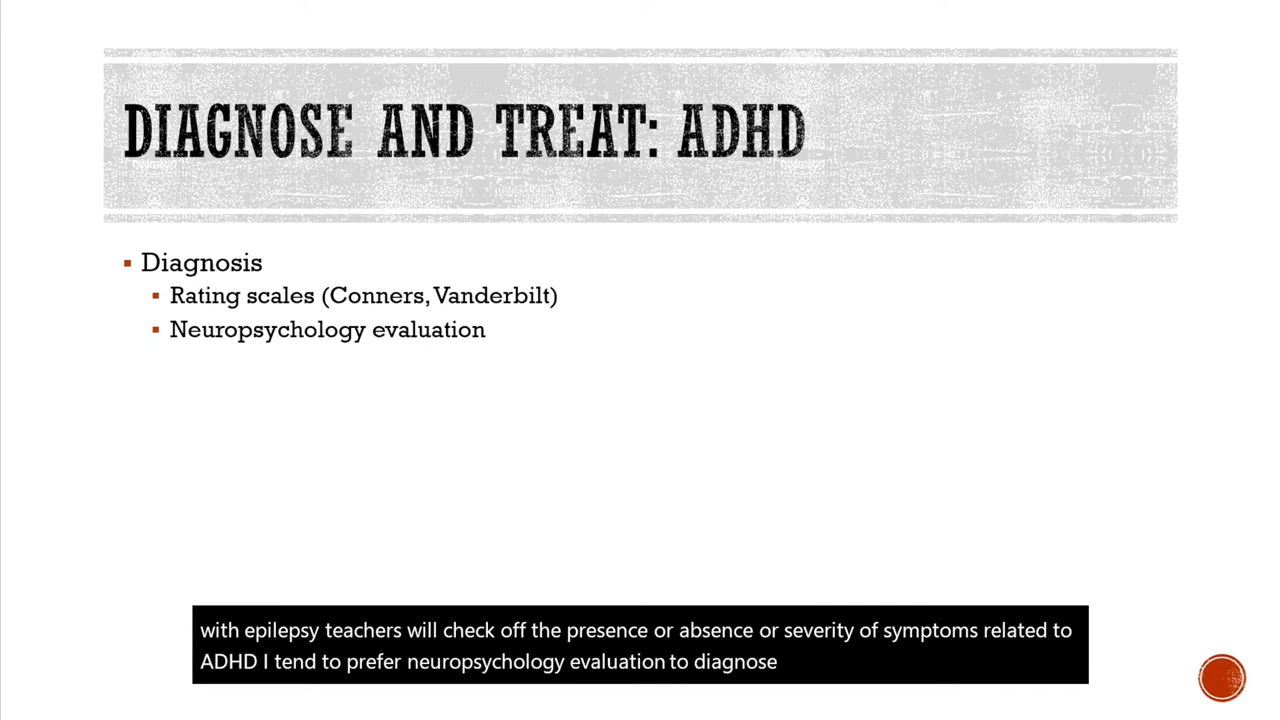 DIAGNOSE AND TREAT: ADHD
Diagnosis
Rating scales (Conners, Vanderbilt)
Neuropsychology evaluation
with epilepsy teachers will check off the presence or absence or severity of symptoms related to
ADHD I tend to prefer neuropsychology evaluation to diagnose